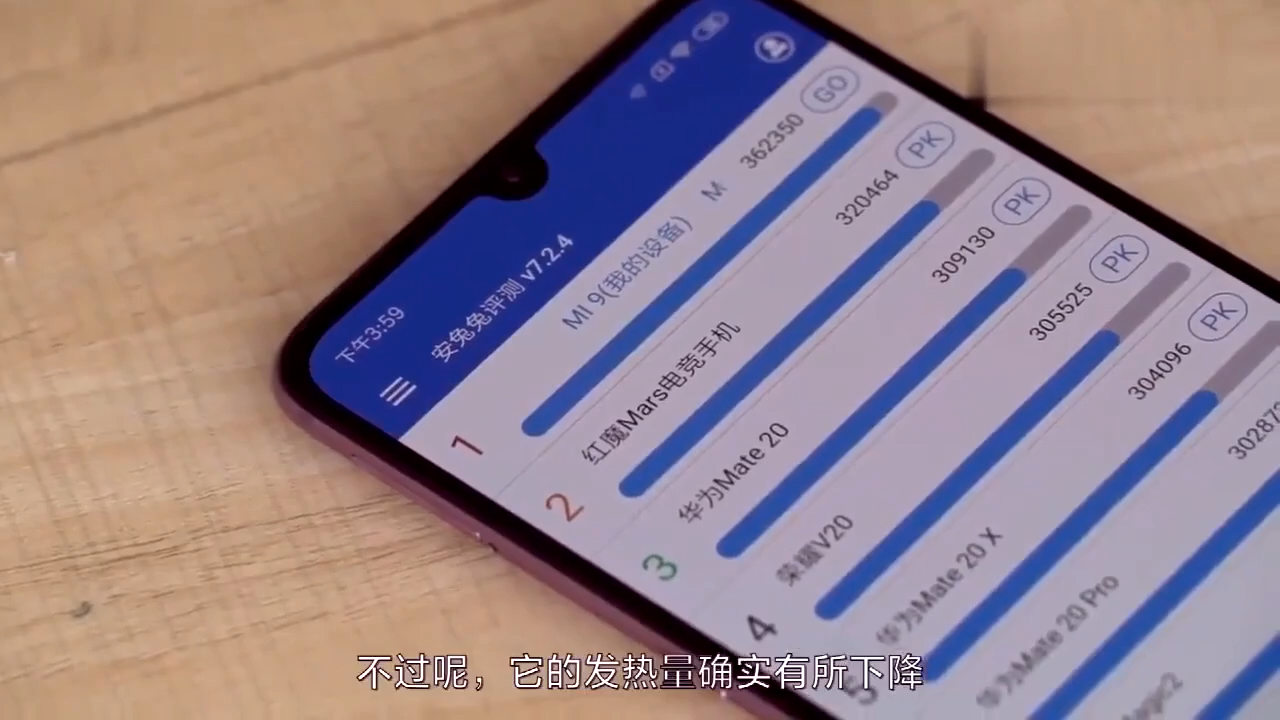 下午3:59
安兔兔评测 v7.2.4
1
MI 9(我的设备)
M
362350
GO
2
红魔Mars电竞手机
320464
PK
3
华为Mate 20
309130
PK
4
荣耀V20
305525
PK
5
华为Mate 20 X
304096
PK
华为Mate 20 Pro
不过呢，它的发热量确实有所下降